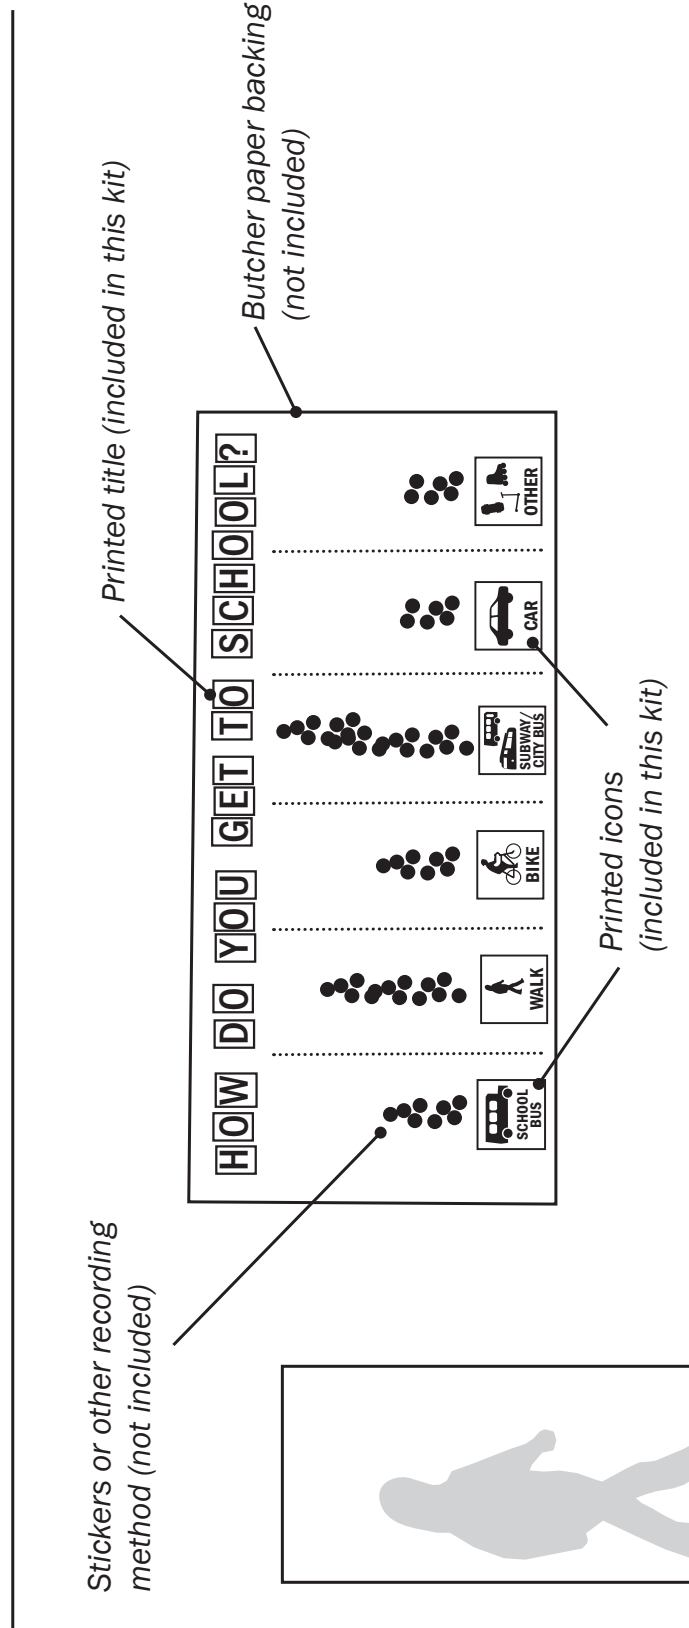 Printed title (included in this kit)
Butcher paper backing
(not included)
Stickers or other recording
method (not included)
HOW DO YOU GET TO SCHOOL?
SCHOOL
BUS
WALK
BIKE
SUBWAY/
CITY BUS
CAR
OTHER
Printed icons
(included in this kit)